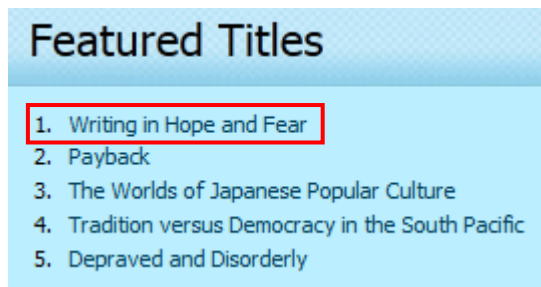 Featured Titles
1. Writing in Hope and Fear
2. Payback
3. The Worlds of Japanese Popular Culture
4. Tradition versus Democracy in the South Pacific
5. Depraved and Disorderly